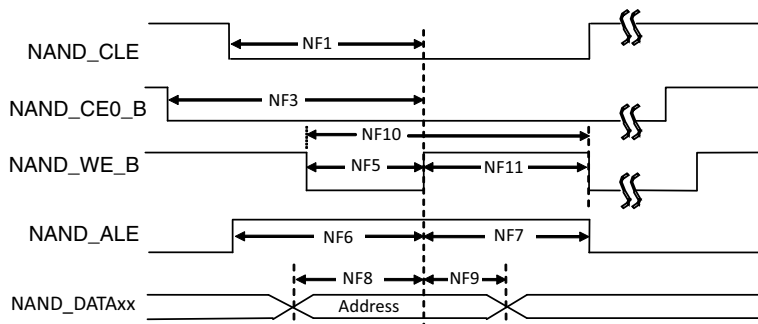 NF1
NAND_CLE
NF3
NAND_CE0_B
NF10
NAND_WE_B
NF5
NF11
NAND_ALE
NF6
NF7
NF8
NF9
NAND_DATAxx
Address